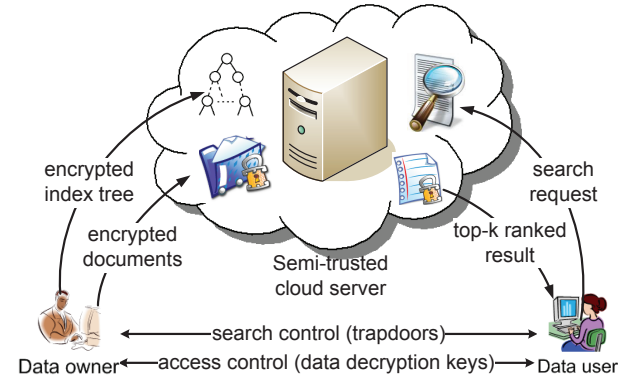 encrypted
index tree
encrypted
documents
Semi-trusted
cloud server
search
request
top-k ranked
result
search control (trapdoors)
access control (data decryption keys)
Data owner
Data user